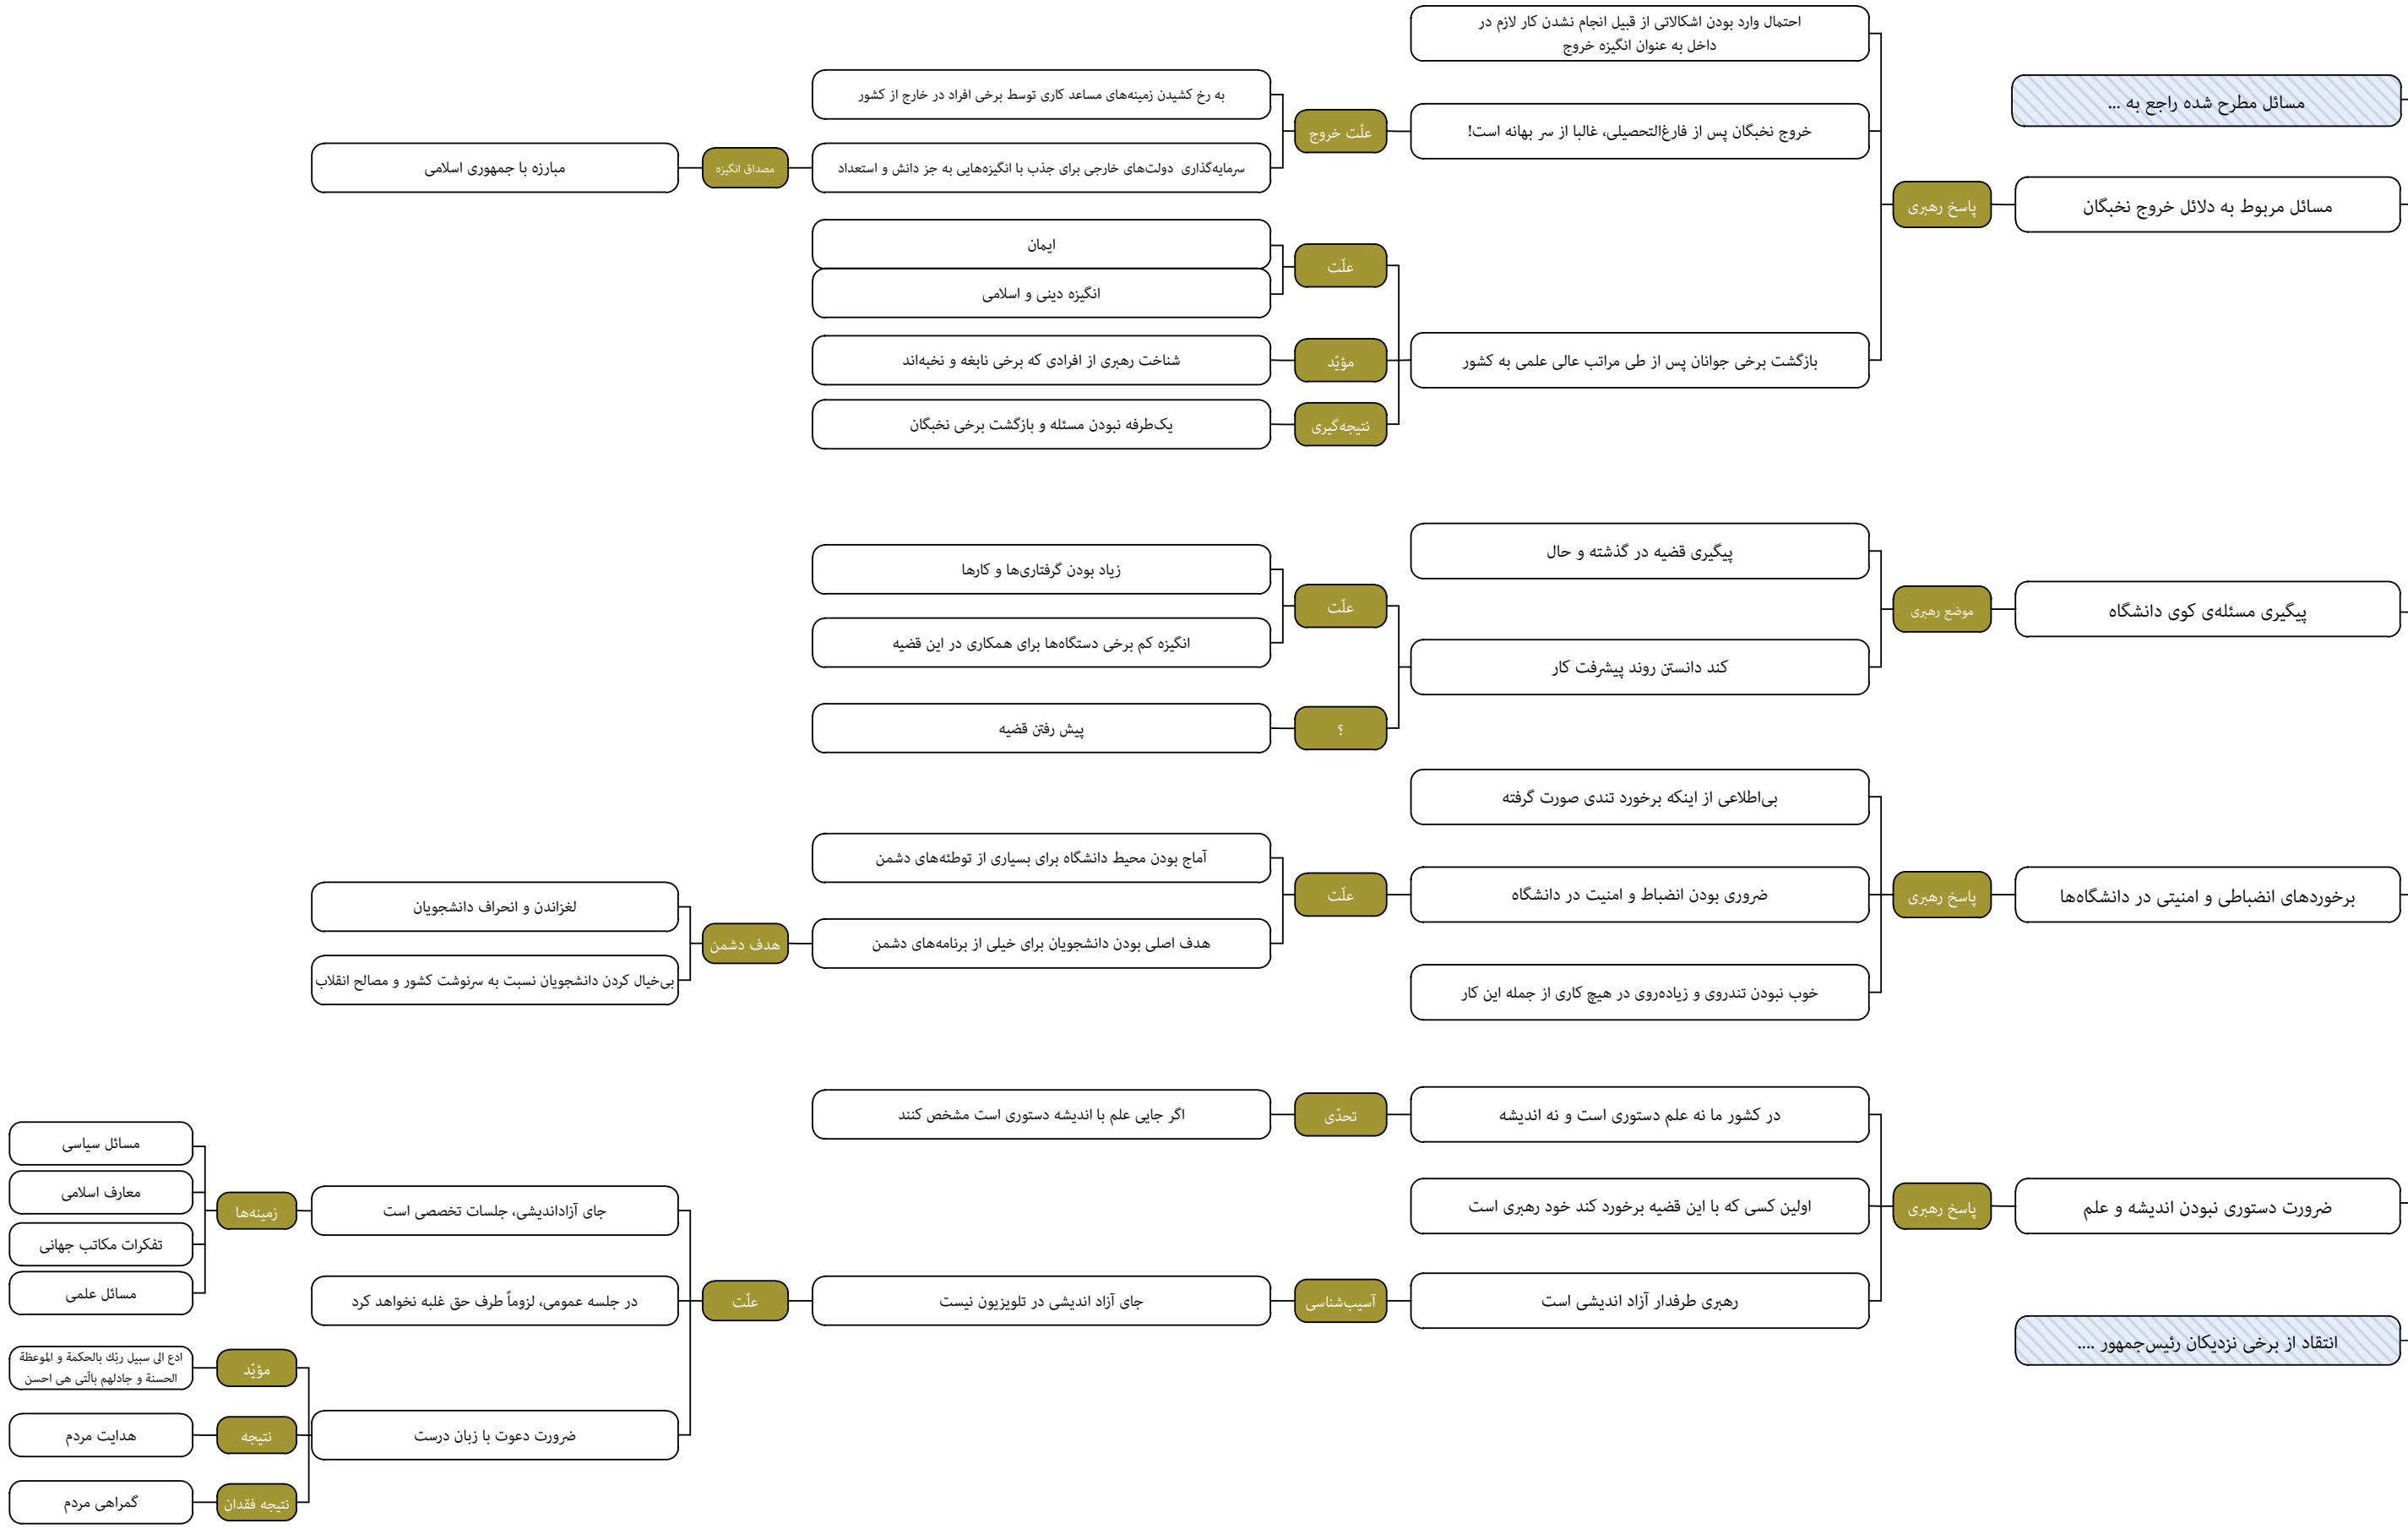 مسائل مطرح شده راجع به ...
مسائل مربوط به دلائل خروج نخبگان
پاسخ رهبری
احتمال وارد بودن اشکالاتی از قبیل انجام نشدن کار لازم در
داخل به عنوان انگیزه خروج
خروج نخبگان پس از فارغ‌التحصیلی، غالبا از سر بهانه است!
علّت خروج
به رخ کشیدن زمینه‌های مساعد کاری توسط برخی افراد در خارج از کشور
سرمایه‌گذاری دولت‌های خارجی برای جذب با انگیزه‌هایی به جز دانش و استعداد
مصداق انگیزه
مبارزه با جمهوری اسلامی
بازگشت برخی جوانان پس از طی مراتب عالی علمی به کشور
علّت
ایمان
انگیزه دینی و اسلامی
مؤیّد
شناخت رهبری از افرادی که برخی نابغه و نخبه‌اند
نتیجه‌گیری
یک‌طرفه نبودن مسئله و بازگشت برخی نخبگان
پیگیری مسئله‌ی کوی دانشگاه
موضع رهبری
پیگیری قضیه در گذشته و حال
کند دانستن روند پیشرفت کار
علّت
زیاد بودن گرفتاری‌ها و کارها
انگیزه کم برخی دستگاه‌ها برای همکاری در این قضیه
؟
پیش رفتن قضیه
برخوردهای انضباطی و امنیتی در دانشگاه‌ها
پاسخ رهبری
بی‌اطلاعی از اینکه برخورد تندی صورت گرفته
ضروری بودن انضباط و امنیت در دانشگاه
علّت
آماج بودن محیط دانشگاه برای بسیاری از توطئه‌های دشمن
هدف اصلی بودن دانشجویان برای خیلی از برنامه‌های دشمن
هدف دشمن
لغزاندن و انحراف دانشجویان
بی‌خیال کردن دانشجویان نسبت به سرنوشت کشور و مصالح انقلاب
خوب نبودن تندروی و زیاده‌روی در هیچ کاری از جمله این کار
ضرورت دستوری نبودن اندیشه و علم
پاسخ رهبری
در کشور ما نه علم دستوری است و نه اندیشه
تحدّی
اگر جایی علم با اندیشه دستوری است مشخص کنند
اولین کسی که با این قضیه برخورد کند خود رهبری است
رهبری طرفدار آزاد اندیشی است
آسیب‌شناسی
جای آزاد اندیشی در تلویزیون نیست
علّت
جای آزاداندیشی، جلسات تخصصی است
زمینه‌ها
مسائل سیاسی
معارف اسلامی
تفکرات مکاتب جهانی
مسائل علمی
در جلسه عمومی، لزوماً طرف حق غلبه نخواهد کرد
ضرورت دعوت با زبان درست
مؤیّد
ادع الی سبیل ربّك بالحكمة و الموعظة
الحسنة و جادلهم بالّتی هی احسن
نتیجه
هدایت مردم
نتیجه فقدان
گمراهی مردم
انتقاد از برخی نزدیکان رئیس‌جمهور ....